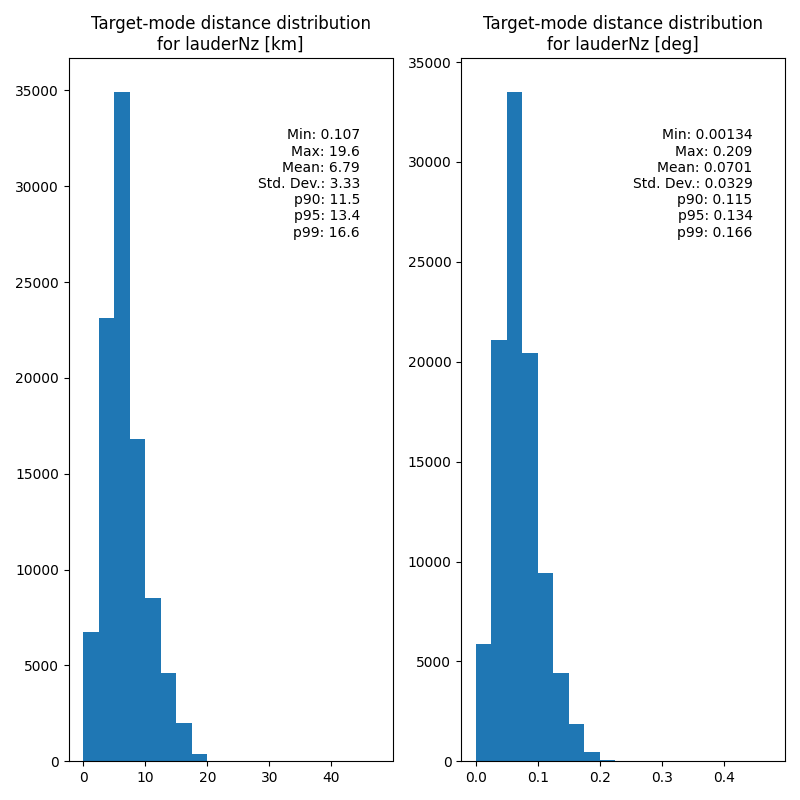 Target-mode distance distribution
for lauderNz [km]
35000
30000
25000
20000
15000
10000
5000
0
Min: 0.107
Max: 19.6
Mean: 6.79
Std. Dev.: 3.33
p90: 11.5
p95: 13.4
p99: 16.6
0
10
20
30
40
Target-mode distance distribution
for lauderNz [deg]
35000
30000
25000
20000
15000
10000
5000
0
Min: 0.00134
Max: 0.209
Mean: 0.0701
Std. Dev.: 0.0329
p90: 0.115
p95: 0.134
p99: 0.166
0.0
0.1
0.2
0.3
0.4